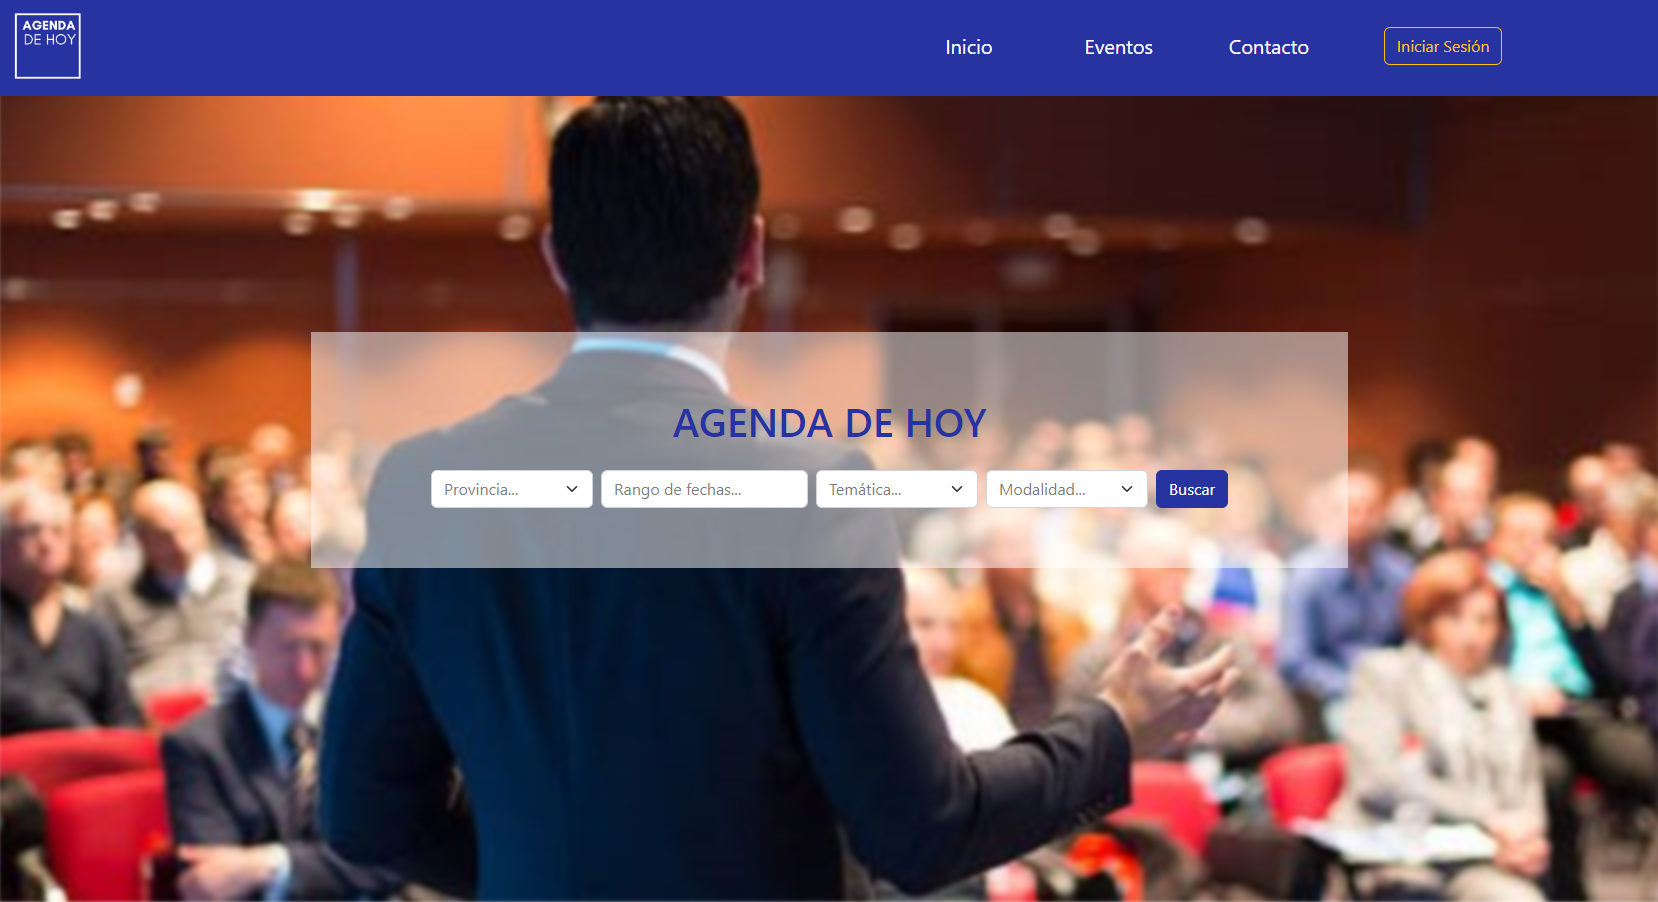 AGENDA
DE HOY
Inicio
Eventos
Contacto
Iniciar Sesión
AGENDA DE HOY
Provincia...
Rango de fechas...
Temática...
Modalidad...
Buscar